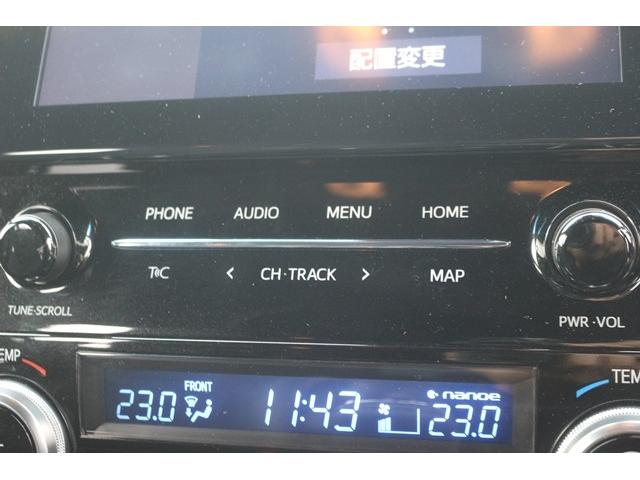 配置変更
PHONE AUDIO MENU HOME
T C < CH·TRACK > MAP
TUNE·SCROLL
PWR·VOL
TEMP
FRONT
23.0 11:43 nanoe 23.0
TEM